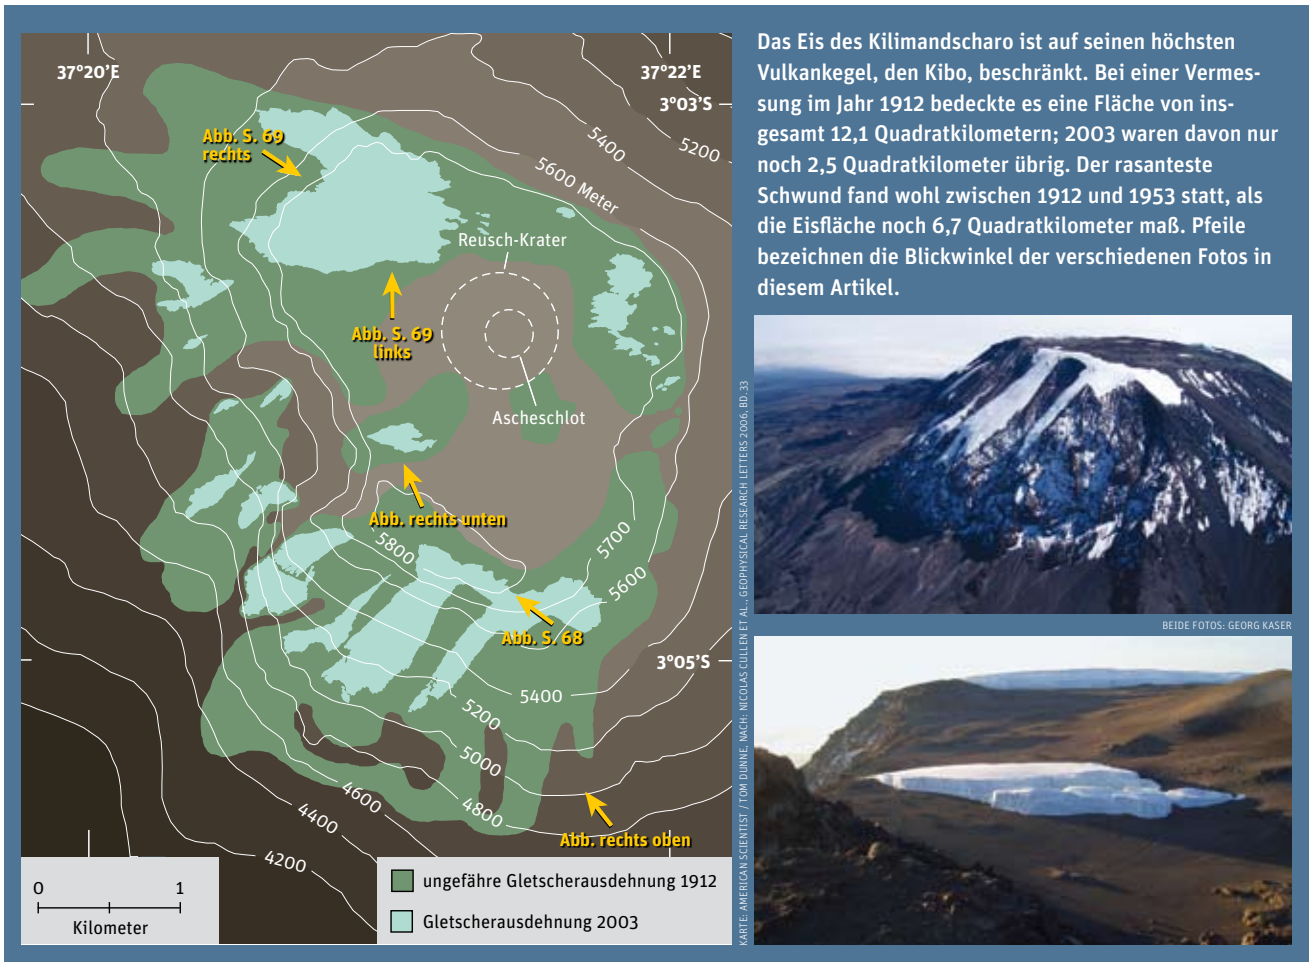 Das Eis des Kilimandscharo ist auf seinen höchsten
Vulkankegel, den Kibo, beschränkt. Bei einer Vermes-
sung im Jahr 1912 bedeckte es eine Fläche von ins-
gesamt 12,1 Quadratkilometern; 2003 waren davon nur
noch 2,5 Quadratkilometer übrig. Der rasanteste
Schwund fand wohl zwischen 1912 und 1953 statt, als
die Eisfläche noch 6,7 Quadratkilometer maß. Pfeile
bezeichnen die Blickwinkel der verschiedenen Fotos in
diesem Artikel.
37°20'E
37°22'E
3°03'S
5400
5200
5600 Meter
Abb. S. 69
rechts
Reusch-Krater
Abb. S. 69
links
Ascheschlot
Abb. rechts unten
5800
5700
5600
Abb. S. 68
3°05'S
5400
5200
5000
4800
4600
4400
4200
Abb. rechts oben
0
1
Kilometer
ungefähre Gletscherausdehnung 1912
Gletscherausdehnung 2003
KARTE: AMERICAN SCIENTIST / TOM DUNNE, NACH: NICOLAS CULLEN ET AL., GEOPHYSICAL RESEARCH LETTERS 2006, BD.33
BEIDE FOTOS: GEORG KASER